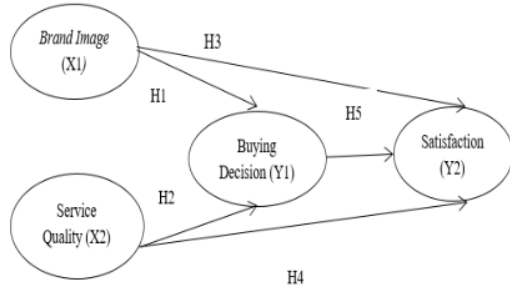 Brand Image
(X1)
H3
H1
H5
Buying
Decision (Y1)
Satisfaction
(Y2)
H2
Service
Quality (X2)
H4